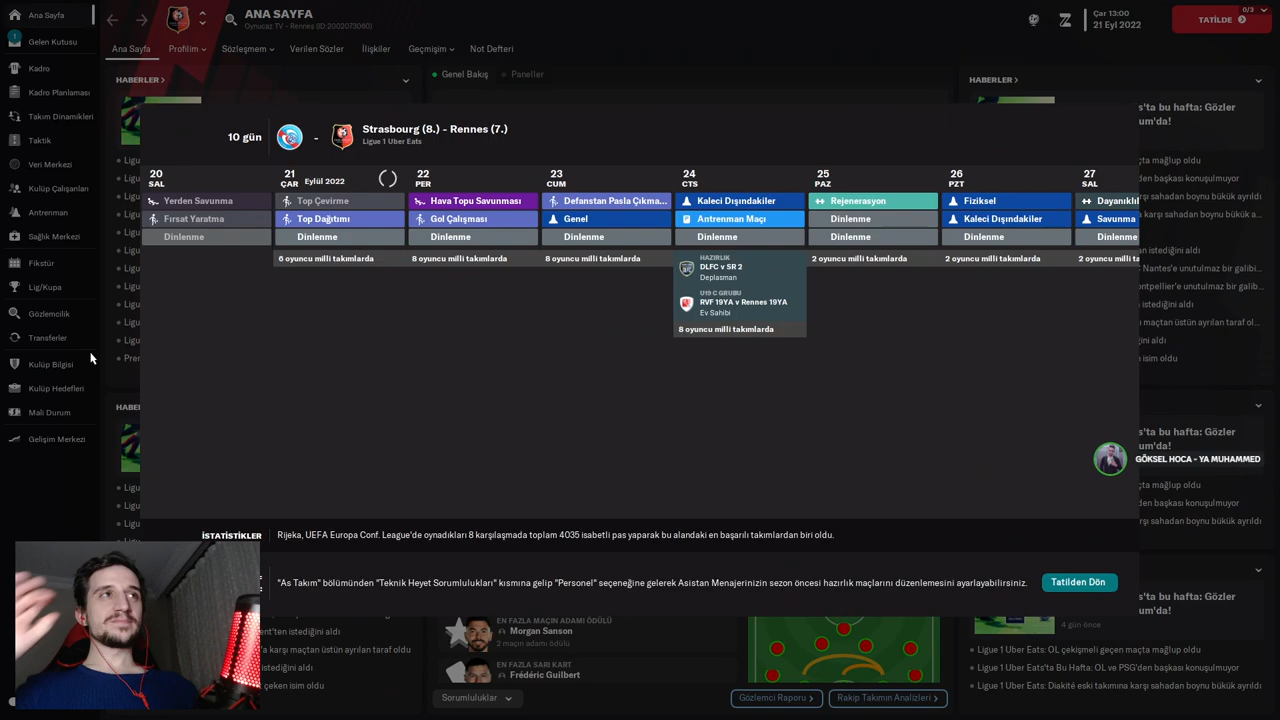 Ana Sayfa
Gelen Kutusu
Kadro
Kadro Planlaması
Takım Dinamikleri
Taktik
Veri Merkezi
Kulüp Çalışanları
Antrenman
Sağlık Merkezi
Fikstür
Lig/Kupa
Gözlemcilik
Transferler
Kulüp Bilgisi
Kulüp Hedefleri
Mali Durum
Gelişim Merkezi
ANA SAYFA
Oynucaz TV - Rennes (ID:2002073060)
Çar 13:00
21 Eyl 2022
0/3
TATİLDE
Ana Sayfa Profilim Sözleşmem Verilen Sözler İlişkiler Geçmişim Not Defteri
HABERLER
Genel Bakış Paneller
HABERLER
10 gün
-
Strasbourg (8.) - Rennes (7.)
Ligue 1 Uber Eats
20
SAL
21
ÇAR Eylül 2022
22
PER
23
CUM
24
CTS
25
PAZ
26
PZT
27
SAL
Yerden Savunma
Fırsat Yaratma
Dinlenme
Top Çevirme
Top Dağıtımı
Dinlenme
6 oyuncu milli takımlarda
Hava Topu Savunması
Gol Çalışması
Dinlenme
8 oyuncu milli takımlarda
Defanstan Pasla Çıkma...
Genel
Dinlenme
8 oyuncu milli takımlarda
Kaleci Dışındakiler
Antrenman Maçı
Dinlenme
HAZIRLIK
DLFC v SR 2
Deplasman
U19 C GRUBU
RVF 19YA v Rennes 19YA
Ev Sahibi
8 oyuncu milli takımlarda
Rejenerasyon
Dinlenme
Dinlenme
2 oyuncu milli takımlarda
Fiziksel
Kaleci Dışındakiler
Dinlenme
2 oyuncu milli takımlarda
Dayanıklıl
Savunma
Dinlenme
2 oyuncu milli ta
GÖKSEL HOCA - YA MUHAMMED
İSTATİSTİKLER
Rijeka, UEFA Europa Conf. League'de oynadıkları 8 karşılaşmada toplam 4035 isabetli pas yaparak bu alandaki en başarılı takımlardan biri oldu.
"As Takım" bölümünden "Teknik Heyet Sorumlulukları" kısmına gelip "Personel" seçeneğine gelerek Asistan Menajerinizin sezon öncesi hazırlık maçlarını düzenlemesini ayarlayabilirsiniz.
Tatilden Dön
EN FAZLA MAÇIN ADAMI ÖDÜLÜ
Morgan Sanson
2 maçın adamı ödülü
EN FAZLA SARI KART
Frédéric Guilbert
Sorumluluklar
Gözlemci Raporu
Rakip Takımın Analizleri
4 gün önce
Ligue 1 Uber Eats: OL çekişmeli geçen maçta mağlup oldu
Ligue 1 Uber Eats'ta Bu Hafta: OL ve PSG'den başkası konuşulmuyor
Ligue 1 Uber Eats: Diakité eski takımına karşı sahadan boynu bükük ayrıldı